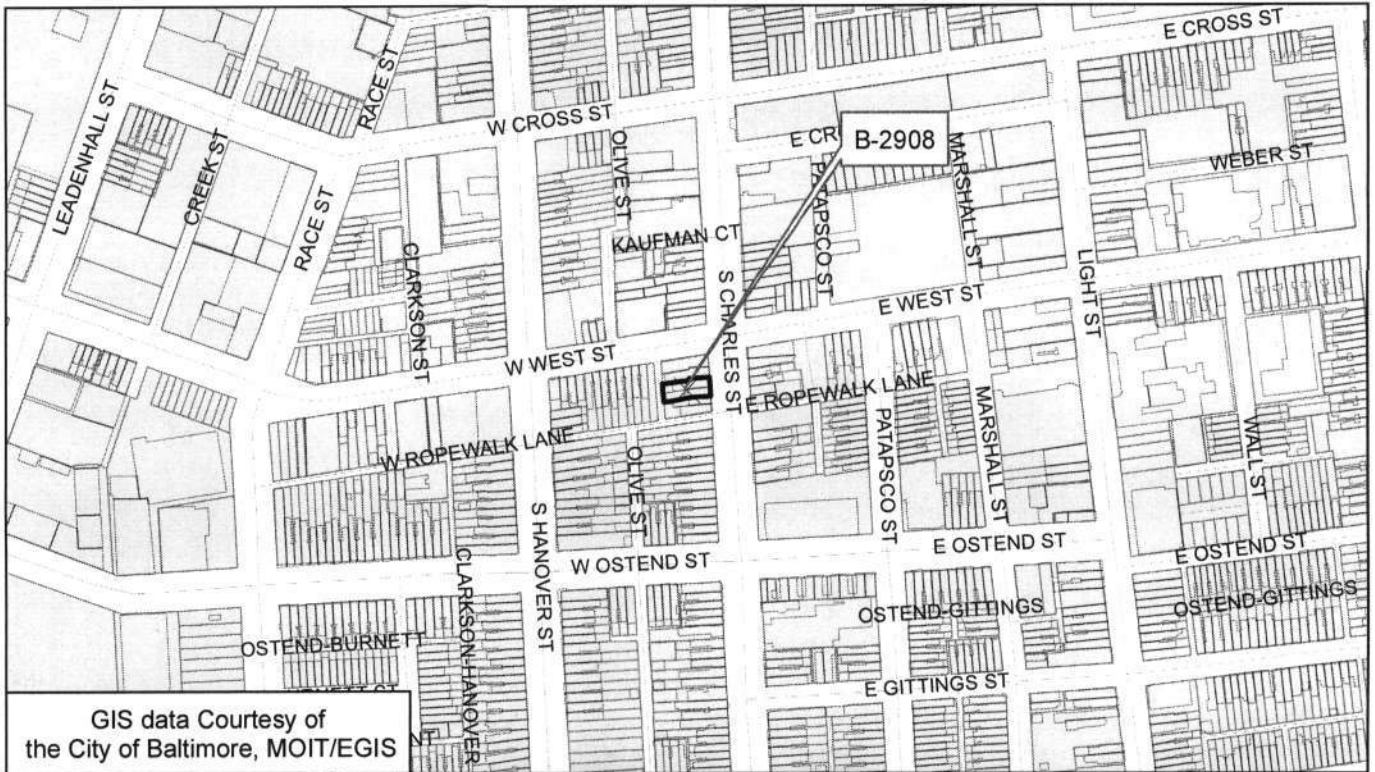 E CROSS ST
RACE ST
LEADENHALL ST
CREEK ST
W CROSS ST
OLIVE ST
E CR
B-2908
PATAPSCO ST
MARSHALL ST
WEBER ST
RACE ST
CLARKSON ST
KAUFMAN CT
S CHARLES ST
E WEST ST
LIGHT ST
W WEST ST
E ROPEWALK LANE
W ROPEWALK LANE
OLIVE ST
PATAPSCO ST
MARSHALL ST
WALL ST
S HANOVER ST
CLARKSON-HANOVER
W OSTEND ST
E OSTEND ST
E OSTEND ST
OSTEND-BURNETT
OSTEND-GITTINGS
OSTEND-GITTINGS
E GITTINGS ST
GIS data Courtesy of
the City of Baltimore, MOIT/EGIS